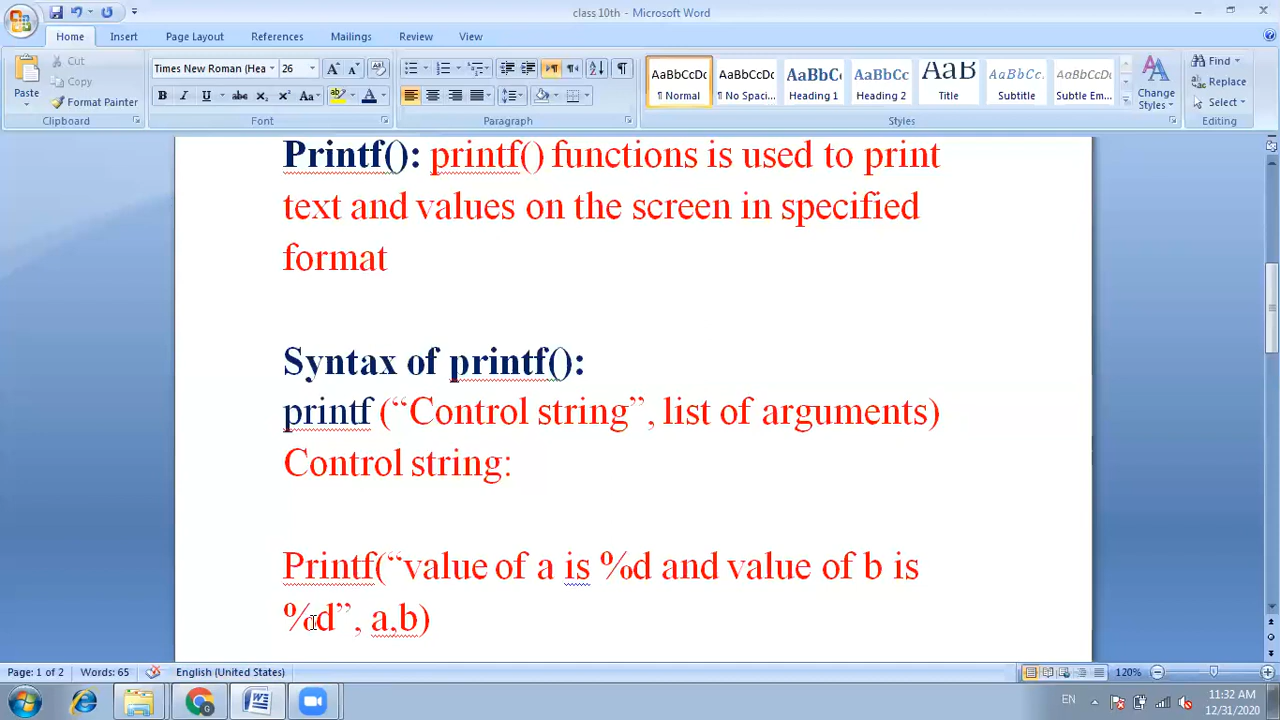 class 10th - Microsoft Word
Home Insert Page Layout References Mailings Review View
Paste
Cut
Copy
Format Painter
Clipboard
Times New Roman (Hea 26
B I U abc x₂ x² Aa
Font
Paragraph
AaBbCcDc AaBbCcDc AaBbC AaBbCc AaB AaBbCcL AaBbCcDc
¶ Normal ¶ No Spaci... Heading 1 Heading 2 Title Subtitle Subtle Em...
Change Styles
Styles
Find
Replace
Select
Editing
Printf(): printf() functions is used to print
text and values on the screen in specified
format
Syntax of printf():
printf (“Control string”, list of arguments)
Control string:
Printf(“value of a is %d and value of b is
%d”, a,b)
Page: 1 of 2 Words: 65 English (United States) 120%
EN 11:32 AM
12/31/2020